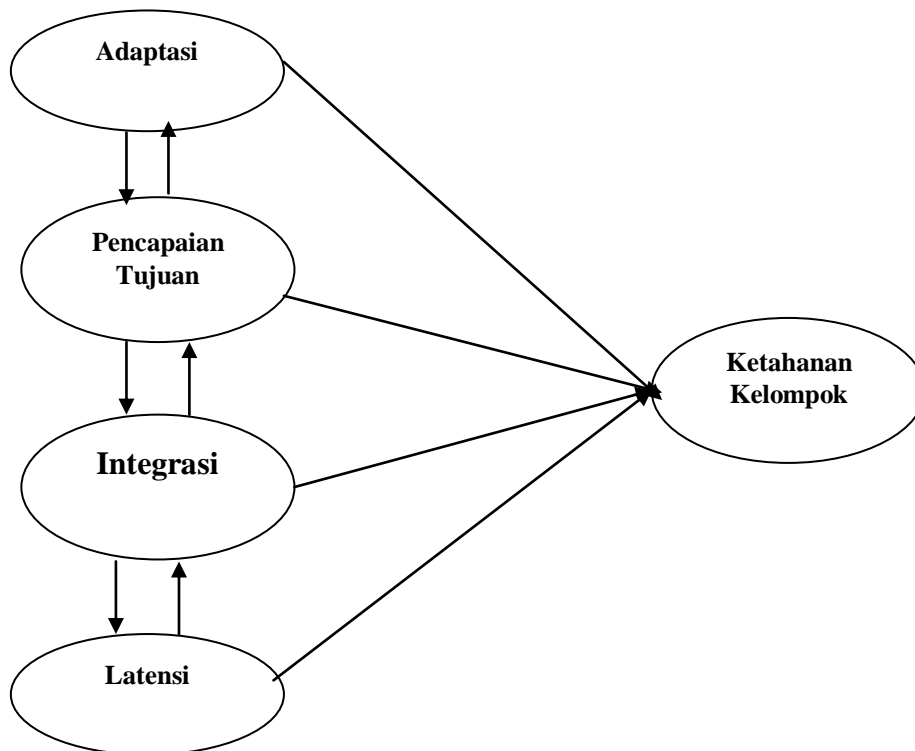 Adaptasi
Pencapaian
Tujuan
Integrasi
Latensi
Ketahanan
Kelompok